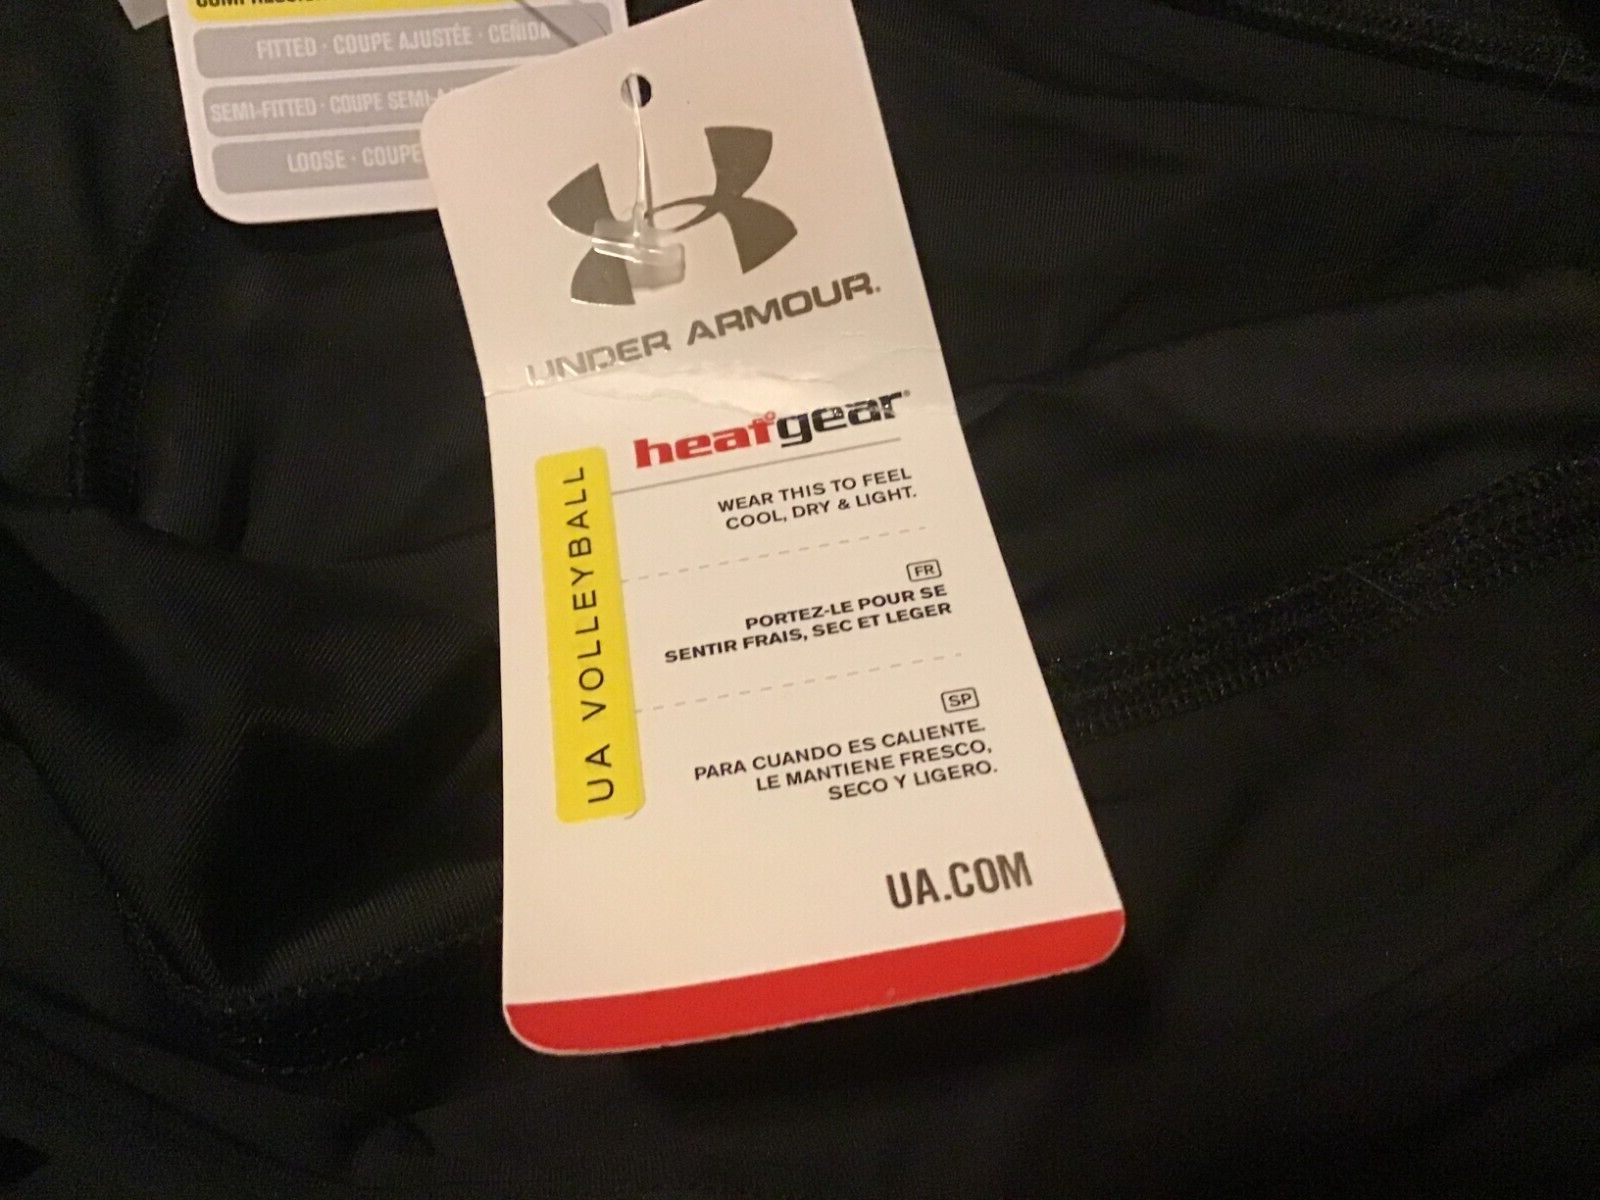 FITTED · COUPE AJUSTÉE · CEÑIDA
SEMI-FITTED · COUPE
LOOSE · COUPE
UNDER ARMOUR.
heatgear®
UA VOLLEYBALL
WEAR THIS TO FEEL
COOL, DRY & LIGHT.
FR
PORTEZ-LE POUR SE
SENTIR FRAIS, SEC ET LEGER
SP
PARA CUANDO ES CALIENTE.
LE MANTIENE FRESCO,
SECO Y LIGERO.
UA.COM